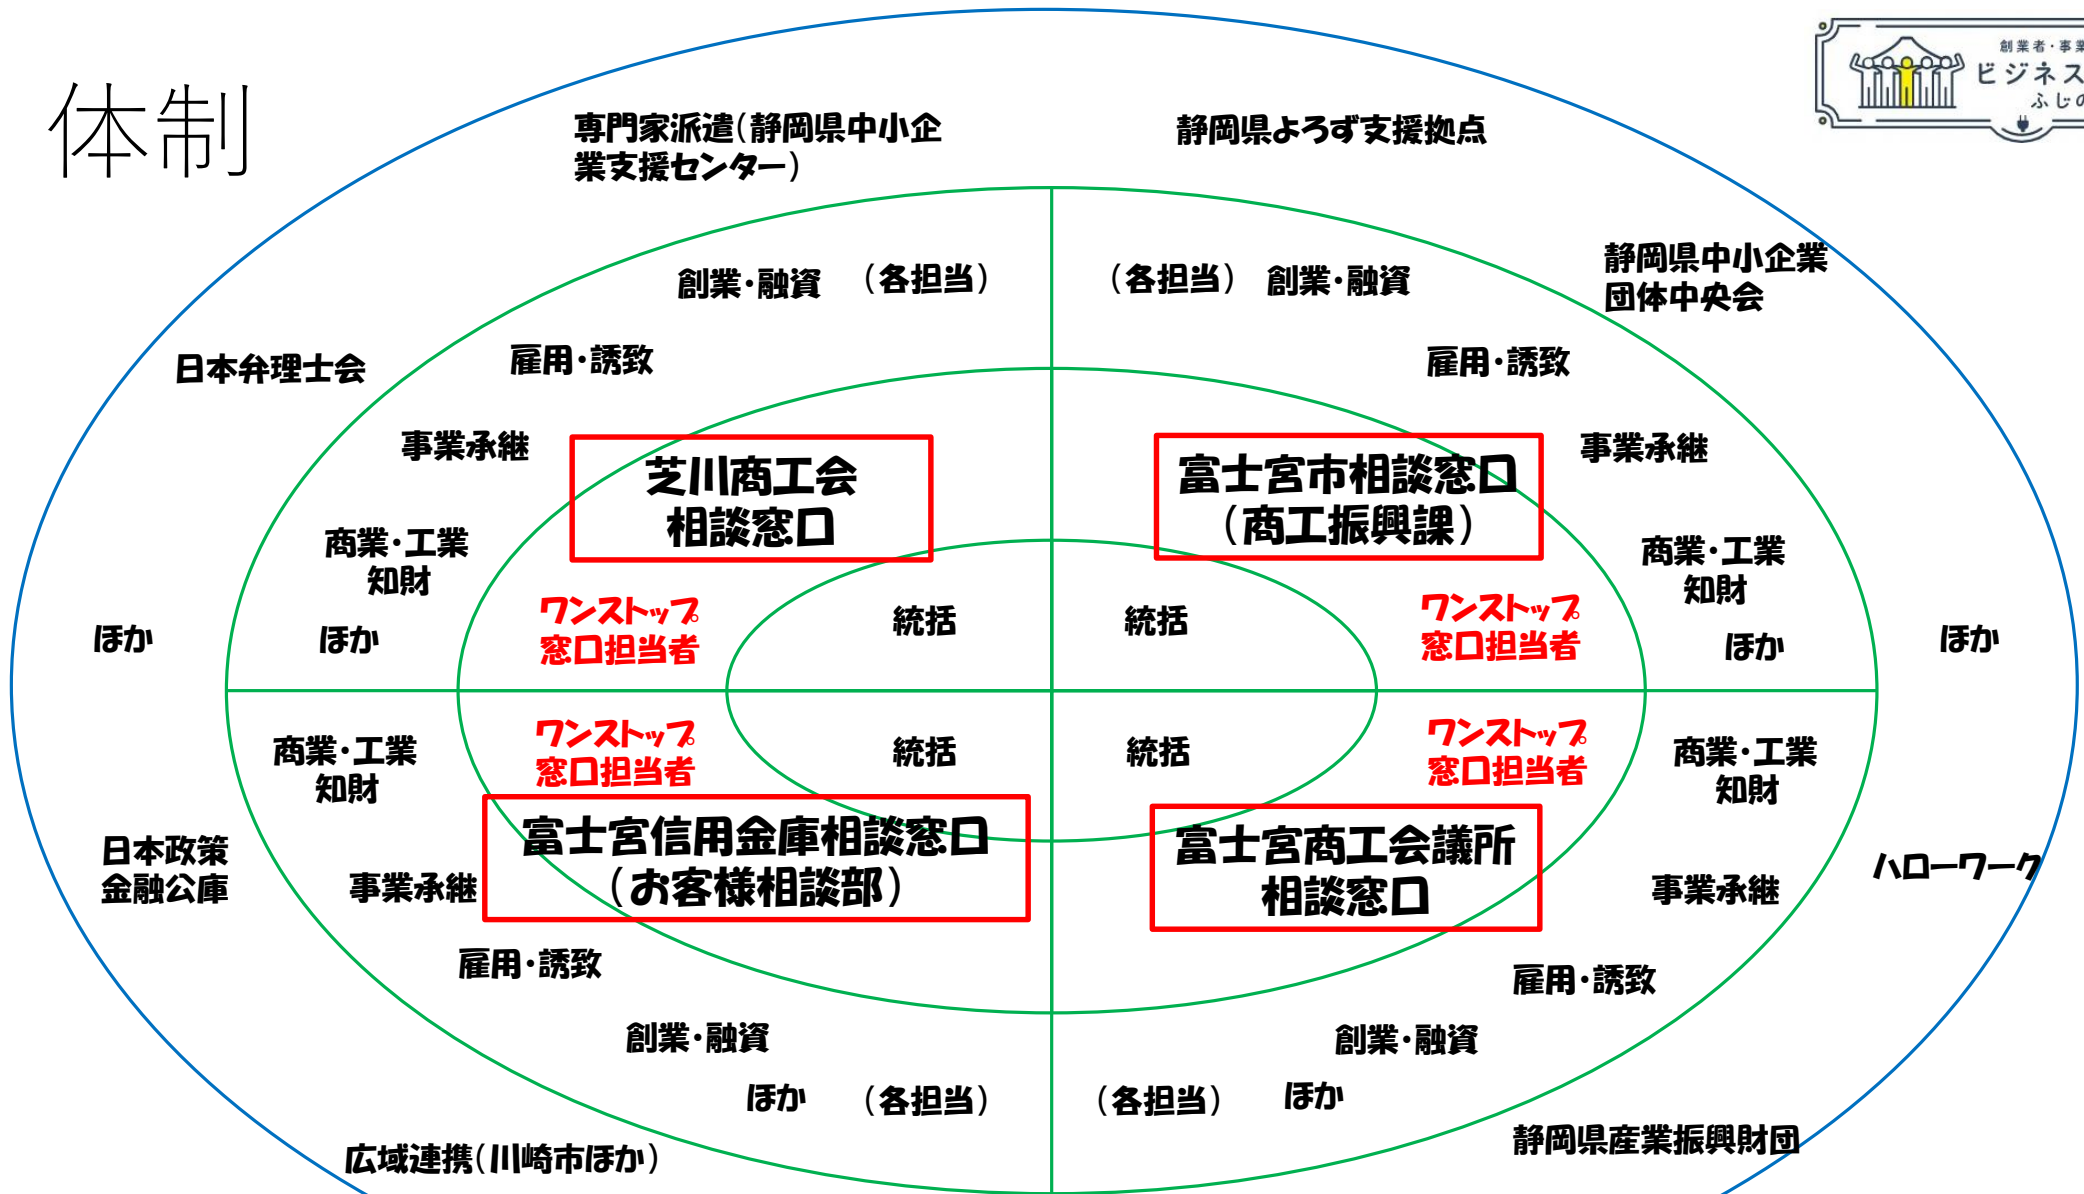 体制
創業者・事業
ビジネス
ふじの
専門家派遣(静岡県中小企
業支援センター)
静岡県よろず支援拠点
静岡県中小企業
団体中央会
創業・融資
(各担当)
(各担当)
創業・融資
雇用・誘致
雇用・誘致
日本弁理士会
事業承継
事業承継
芝川商工会
相談窓口
富士宮市相談窓口
(商工振興課)
商業・工業
知財
商業・工業
知財
ワンストップ
窓口担当者
統括
統括
ワンストップ
窓口担当者
ほか
ほか
ほか
ほか
商業・工業
知財
ワンストップ
窓口担当者
統括
統括
ワンストップ
窓口担当者
商業・工業
知財
日本政策
金融公庫
事業承継
富士宮信用金庫相談窓口
(お客様相談部)
富士宮商工会議所
相談窓口
事業承継
ハローワーク
雇用・誘致
雇用・誘致
創業・融資
創業・融資
ほか
(各担当)
(各担当)
ほか
広域連携(川崎市ほか)
静岡県産業振興財団